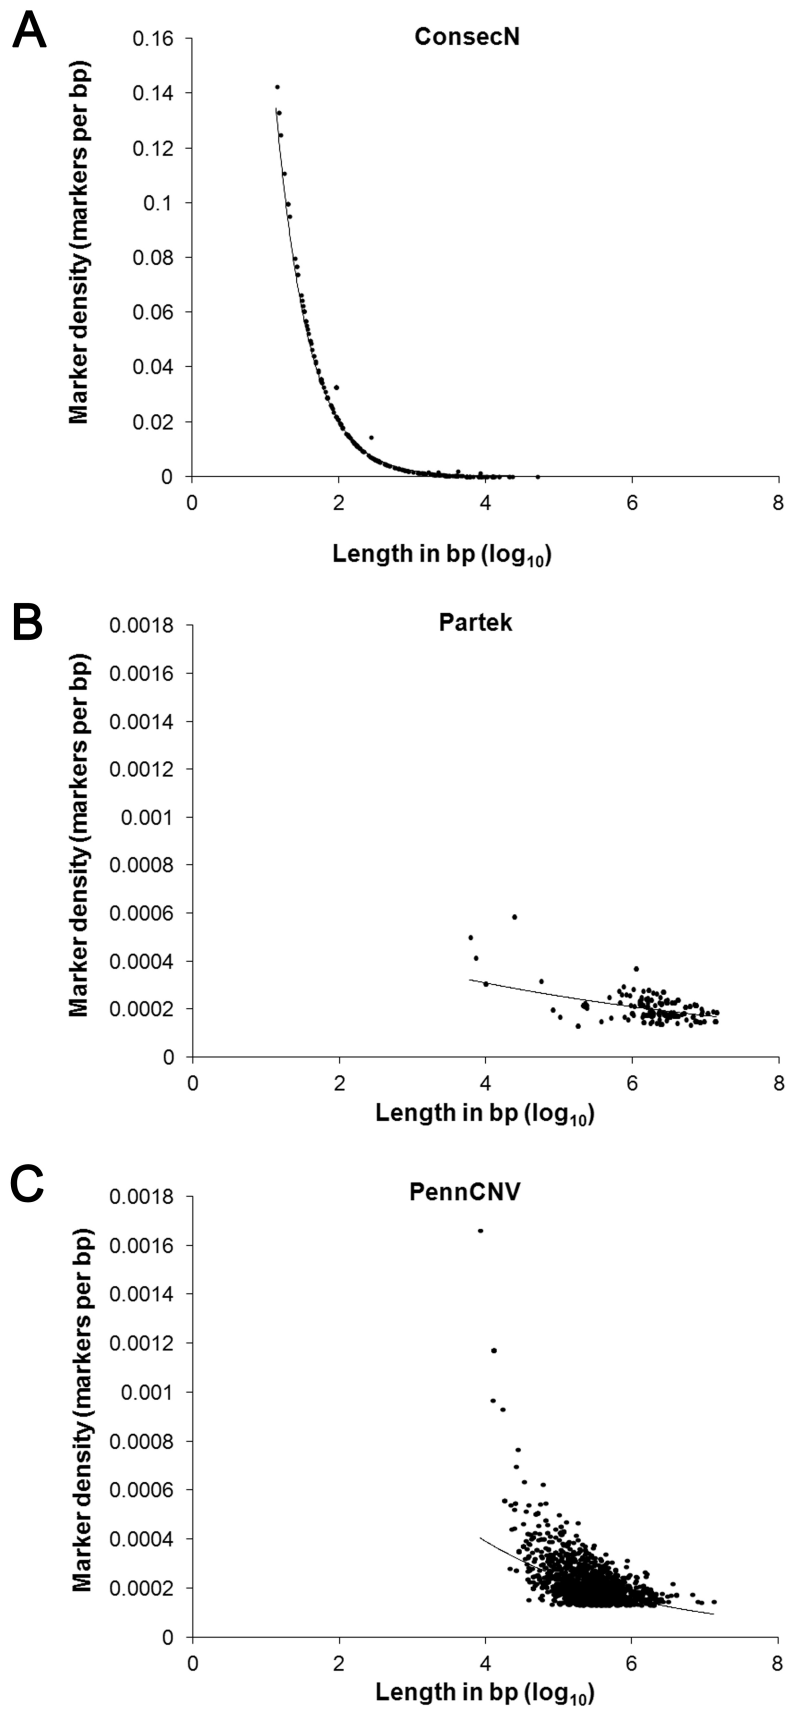 A
ConsecN
Marker density (markers per bp)
0.16
0.14
0.12
0.1
0.08
0.06
0.04
0.02
0
0 2 4 6 8
Length in bp (log10)
B
Partek
Marker density (markers per bp)
0.0018
0.0016
0.0014
0.0012
0.001
0.0008
0.0006
0.0004
0.0002
0
0 2 4 6 8
Length in bp (log10)
C
PennCNV
Marker density (markers per bp)
0.0018
0.0016
0.0014
0.0012
0.001
0.0008
0.0006
0.0004
0.0002
0
0 2 4 6 8
Length in bp (log10)